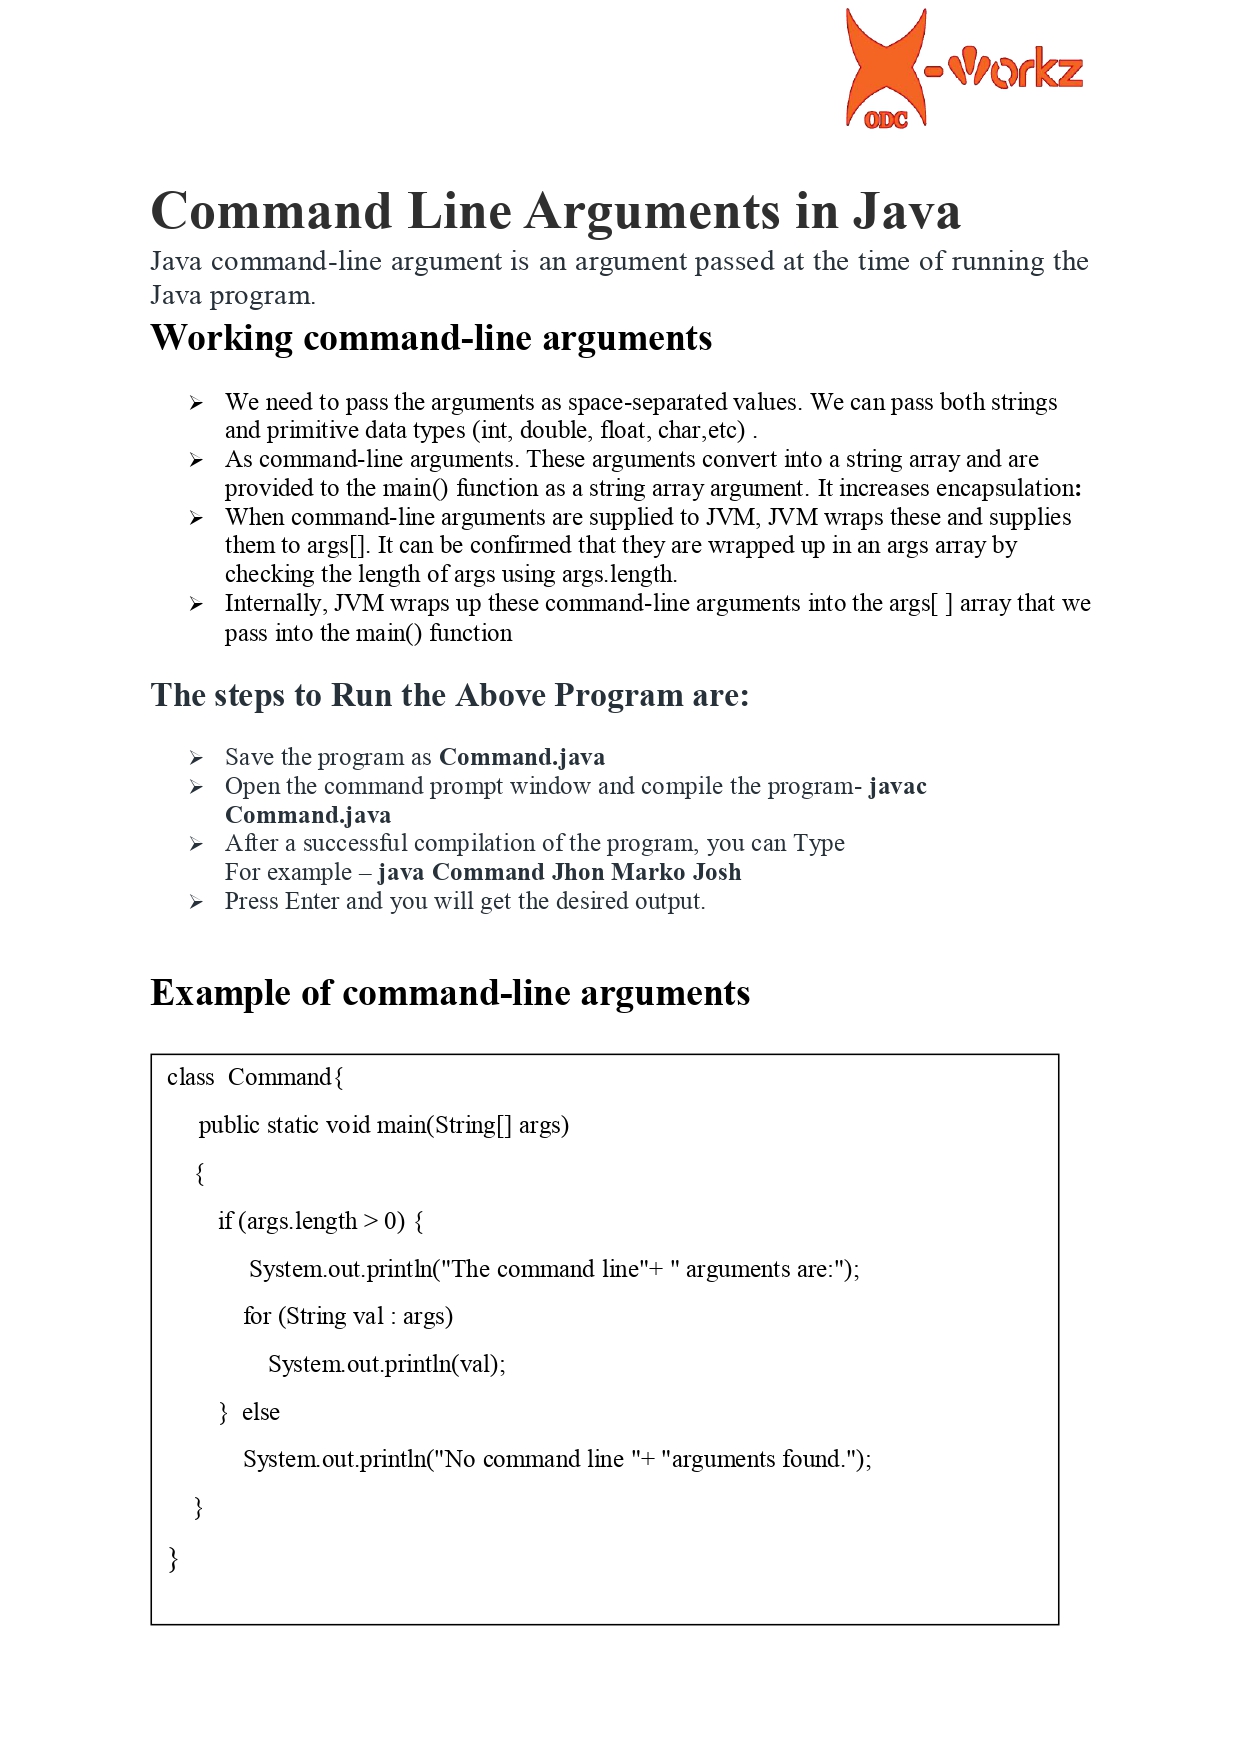 X-workz
ODC
Command Line Arguments in Java
Java command-line argument is an argument passed at the time of running the
Java program.
Working command-line arguments
➢ We need to pass the arguments as space-separated values. We can pass both strings
and primitive data types (int, double, float, char,etc) .
➢ As command-line arguments. These arguments convert into a string array and are
provided to the main() function as a string array argument. It increases encapsulation:
➢ When command-line arguments are supplied to JVM, JVM wraps these and supplies
them to args[]. It can be confirmed that they are wrapped up in an args array by
checking the length of args using args.length.
➢ Internally, JVM wraps up these command-line arguments into the args[ ] array that we
pass into the main() function
The steps to Run the Above Program are:
➢ Save the program as Command.java
➢ Open the command prompt window and compile the program- javac
Command.java
➢ After a successful compilation of the program, you can Type
For example – java Command Jhon Marko Josh
➢ Press Enter and you will get the desired output.
Example of command-line arguments
class  Command{
public static void main(String[] args)
{
if (args.length > 0) {
System.out.println("The command line"+ " arguments are:");
for (String val : args)
System.out.println(val);
}  else
System.out.println("No command line "+ "arguments found.");
}
}